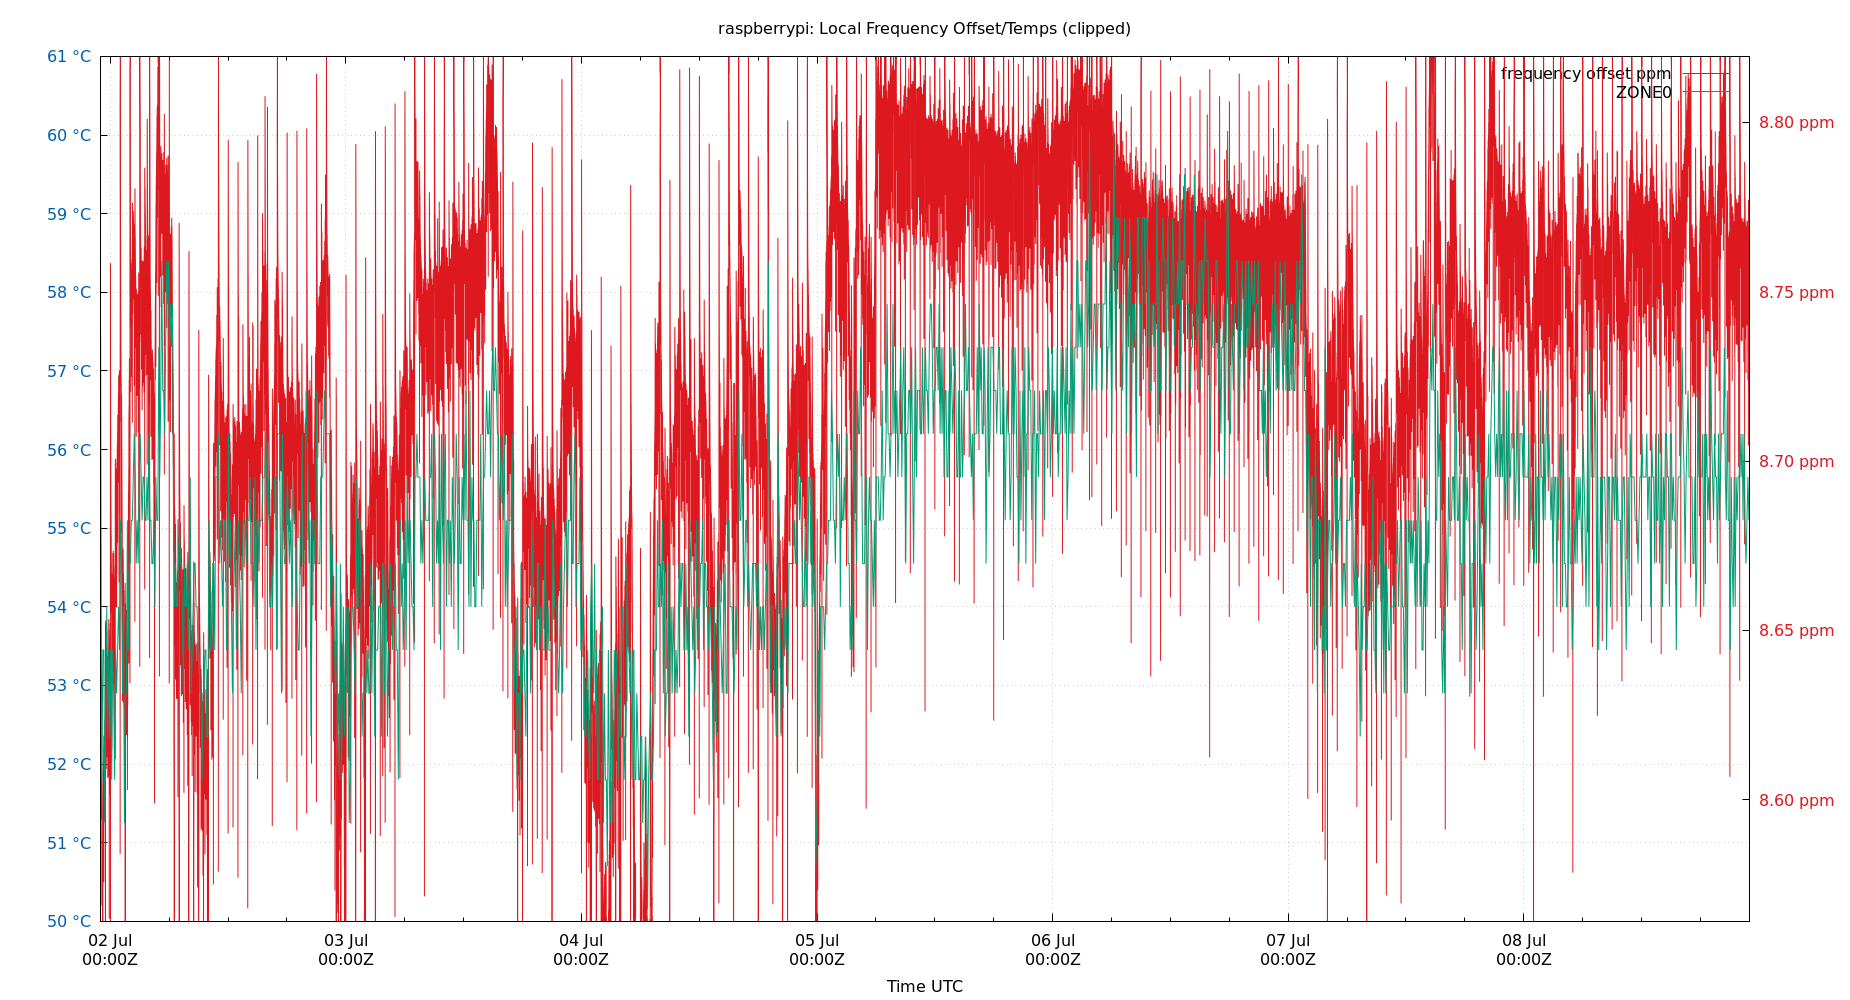 raspberrypi: Local Frequency Offset/Temps (clipped)
61 °C
60 °C
59 °C
58 °C
57 °C
56 °C
55 °C
54 °C
53 °C
52 °C
51 °C
50 °C
frequency offset ppm
ZONE0
8.80 ppm
8.75 ppm
8.70 ppm
8.65 ppm
8.60 ppm
02 Jul 03 Jul 04 Jul 05 Jul 06 Jul 07 Jul 08 Jul
00:00Z 00:00Z 00:00Z 00:00Z 00:00Z 00:00Z 00:00Z
Time UTC